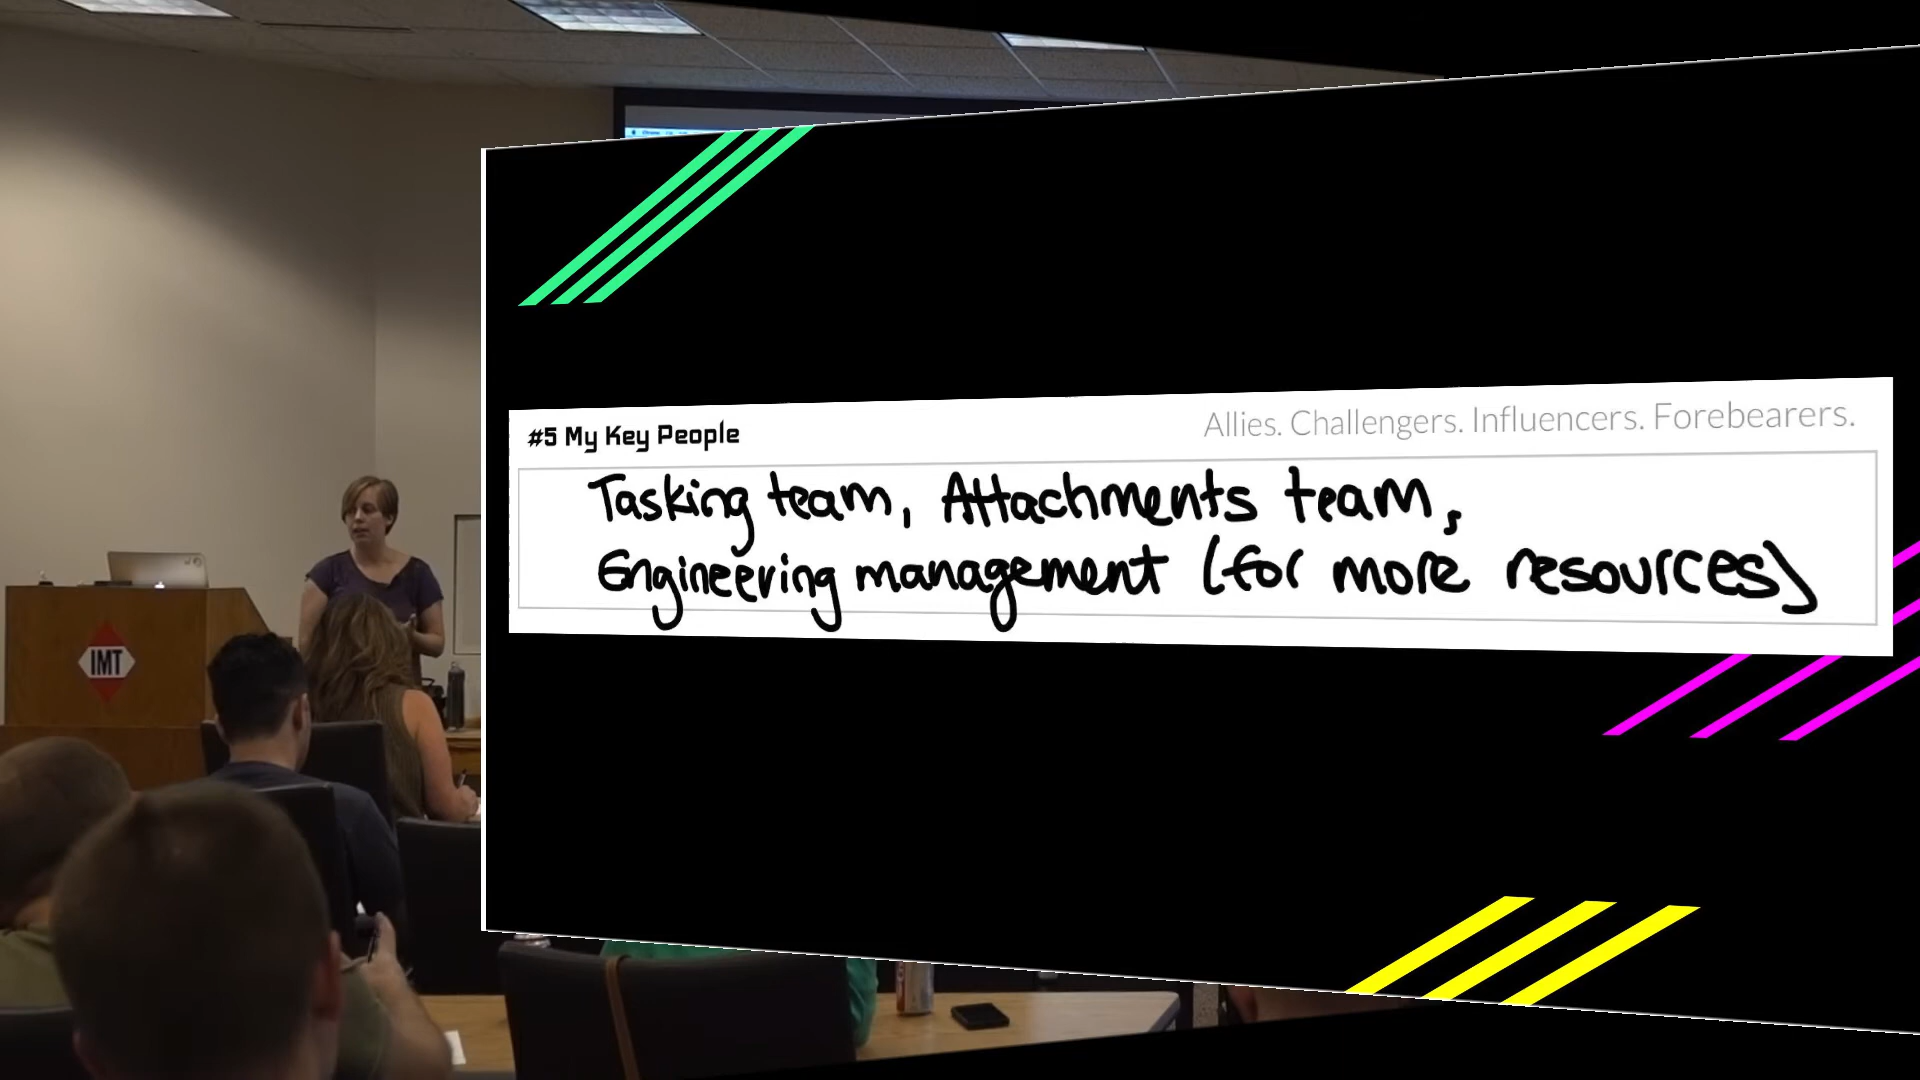 #5 My Key People
Allies. Challengers. Influencers. Forebearers.
Tasking team, Attachments team,
Engineering management (for more resources)
IMT